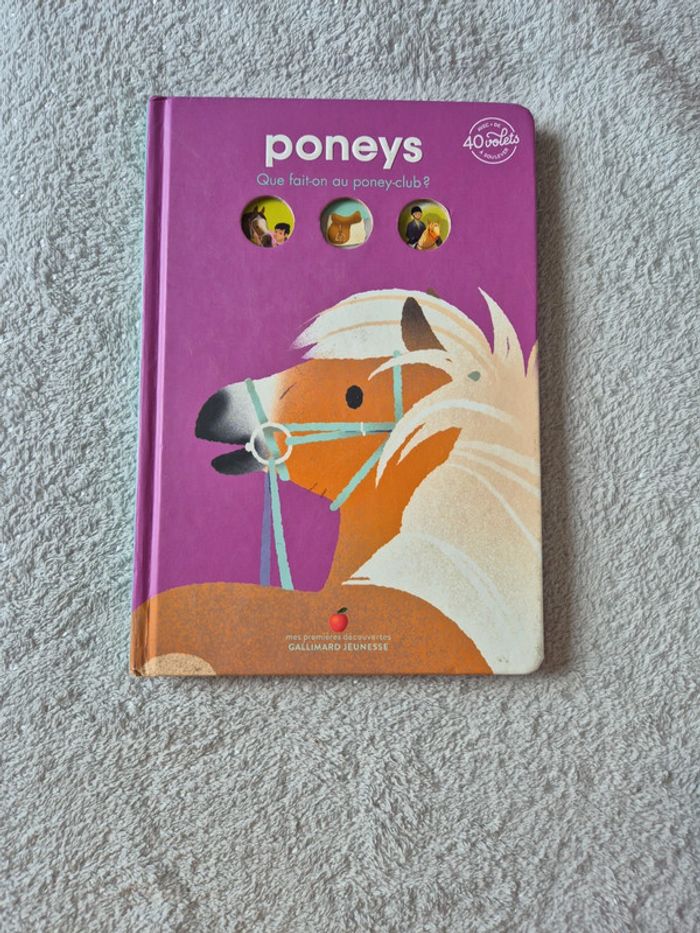 poneys
Que fait-on au poney-club ?
AVEC + DE
40 volets
À SOULEVER
mes premières découvertes
GALLIMARD JEUNESSE